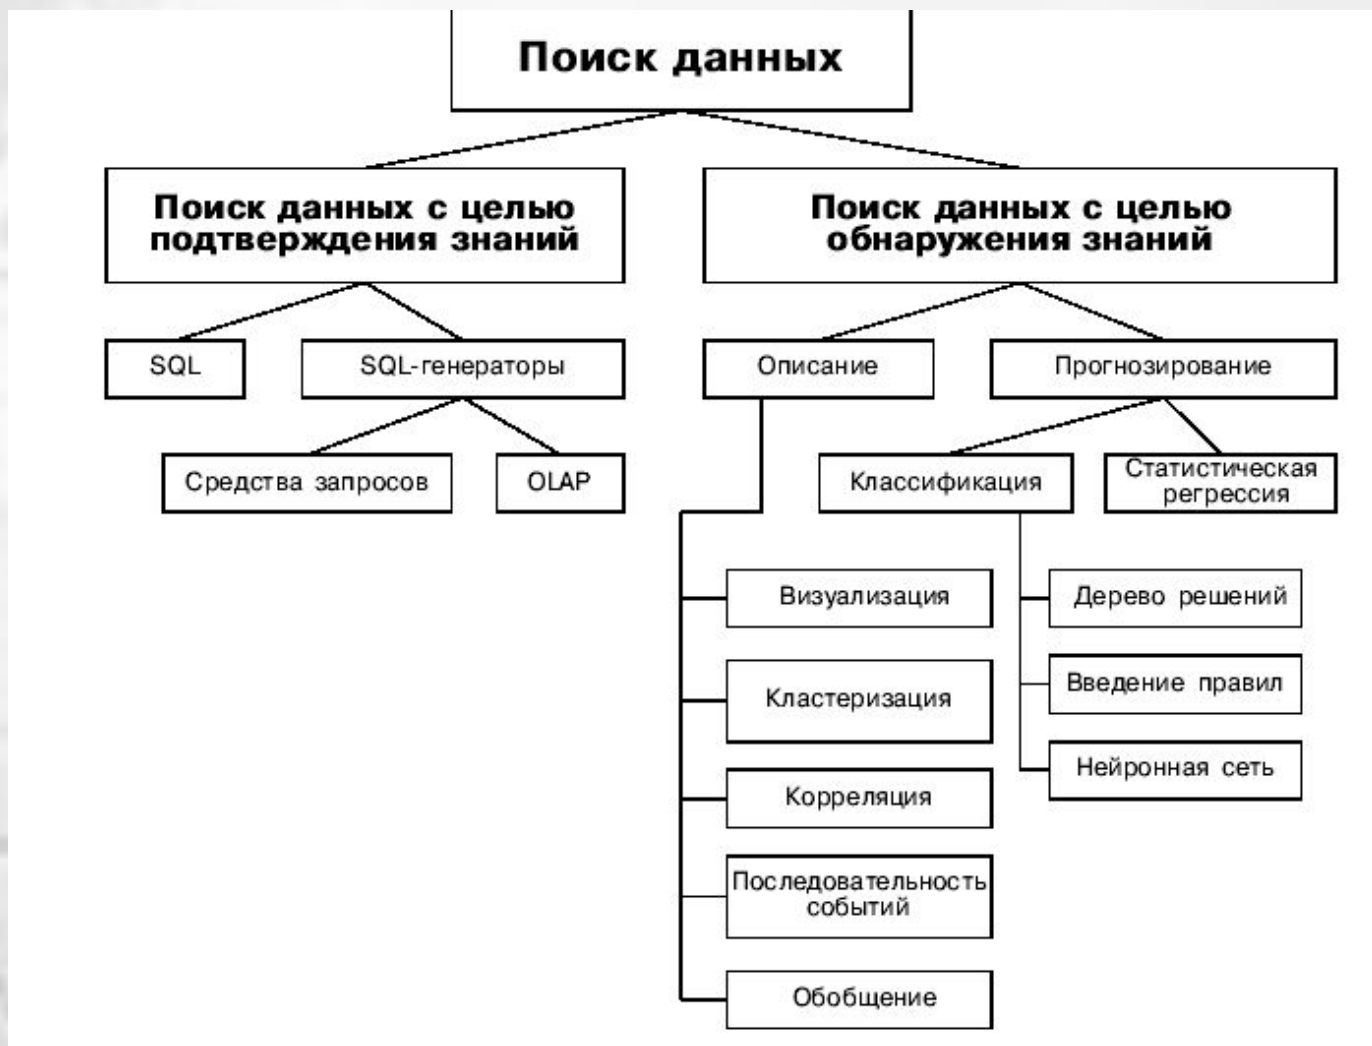 Поиск данных
Поиск данных с целью
подтверждения знаний
Поиск данных с целью
обнаружения знаний
SQL
SQL-генераторы
Описание
Прогнозирование
Средства запросов
OLAP
Классификация
Статистическая
регрессия
Визуализация
Кластеризация
Корреляция
Последовательность
событий
Обобщение
Дерево решений
Введение правил
Нейронная сеть